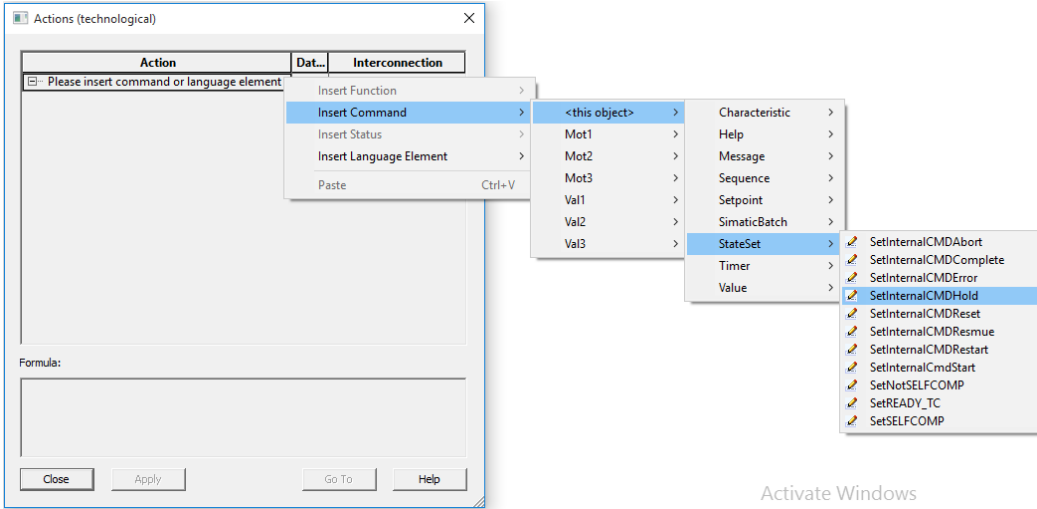 Actions (technological)
Action Dat... Interconnection
Please insert command or language element
Insert Function
Insert Command
Insert Status
Insert Language Element
Paste Ctrl+V
<this object>
Mot1
Mot2
Mot3
Val1
Val2
Val3
Characteristic
Help
Message
Sequence
Setpoint
SimaticBatch
StateSet
Timer
Value
SetInternalCMDAbort
SetInternalCMDComplete
SetInternalCMDError
SetInternalCMDHold
SetInternalCMDReset
SetInternalCMDResmue
SetInternalCMDRestart
SetInternalCmdStart
SetNotSELFCOMP
SetREADY_TC
SetSELFCOMP
Formula:
Close Apply Go To Help
Activate Windows